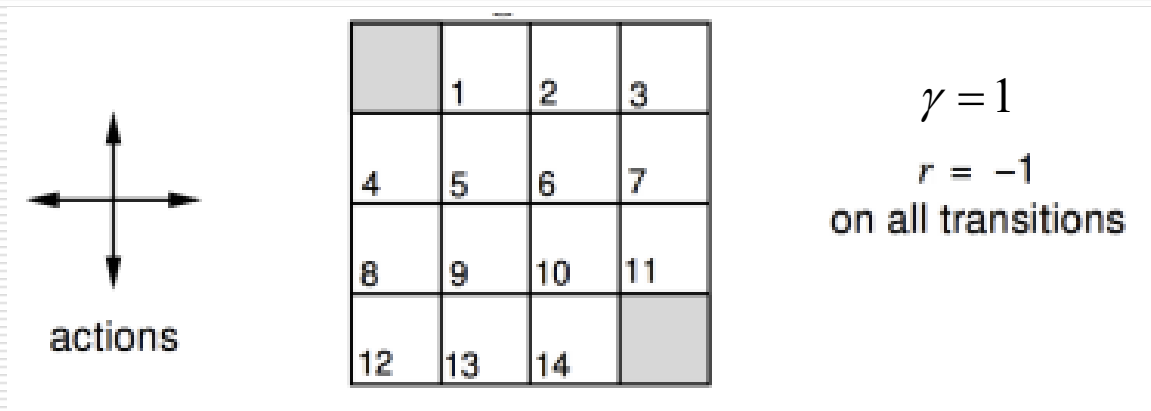 1 2 3
4 5 6 7
8 9 10 11
12 13 14
actions
γ = 1
r = −1
on all transitions